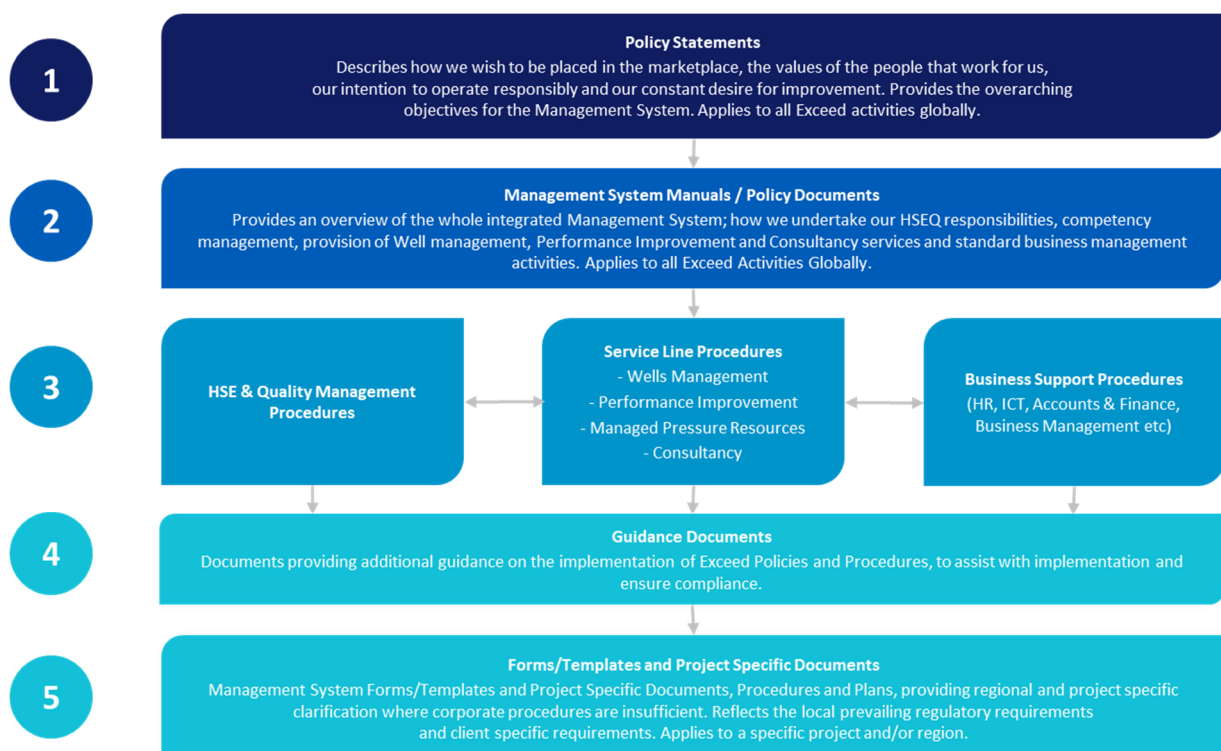 1
Policy Statements
Describes how we wish to be placed in the marketplace, the values of the people that work for us,
our intention to operate responsibly and our constant desire for improvement. Provides the overarching
objectives for the Management System. Applies to all Exceed activities globally.
2
Management System Manuals / Policy Documents
Provides an overview of the whole integrated Management System; how we undertake our HSEQ responsibilities, competency
management, provision of Well management, Performance Improvement and Consultancy services and standard business management
activities. Applies to all Exceed Activities Globally.
3
HSE & Quality Management
Procedures
Service Line Procedures
- Wells Management
- Performance Improvement
- Managed Pressure Resources
- Consultancy
Business Support Procedures
(HR, ICT, Accounts & Finance,
Business Management etc)
4
Guidance Documents
Documents providing additional guidance on the implementation of Exceed Policies and Procedures, to assist with implementation and
ensure compliance.
5
Forms/Templates and Project Specific Documents
Management System Forms/Templates and Project Specific Documents, Procedures and Plans, providing regional and project specific
clarification where corporate procedures are insufficient. Reflects the local prevailing regulatory requirements
and client specific requirements. Applies to a specific project and/or region.